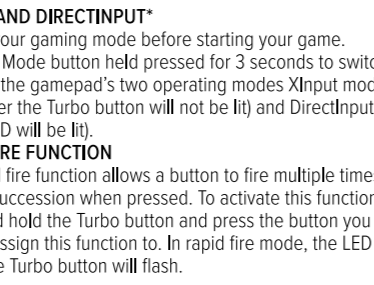 AND DIRECTINPUT*
our gaming mode before starting your game.
Mode button held pressed for 3 seconds to switc
the gamepad's two operating modes XInput mod
er the Turbo button will not be lit) and DirectInput
D will be lit).
RE FUNCTION
fire function allows a button to fire multiple time
uccession when pressed. To activate this function
d hold the Turbo button and press the button you
ssign this function to. In rapid fire mode, the LED
e Turbo button will flash.